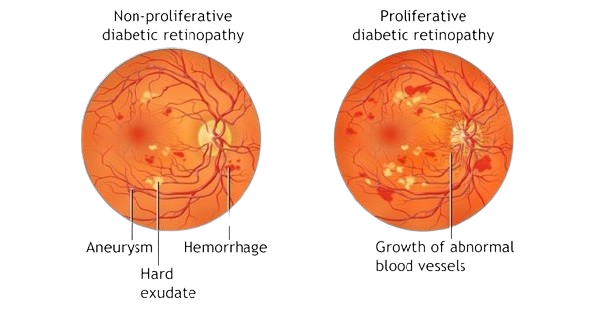 Non-proliferative
diabetic retinopathy
Proliferative
diabetic retinopathy
Aneurysm
Hemorrhage
Hard
exudate
Growth of abnormal
blood vessels